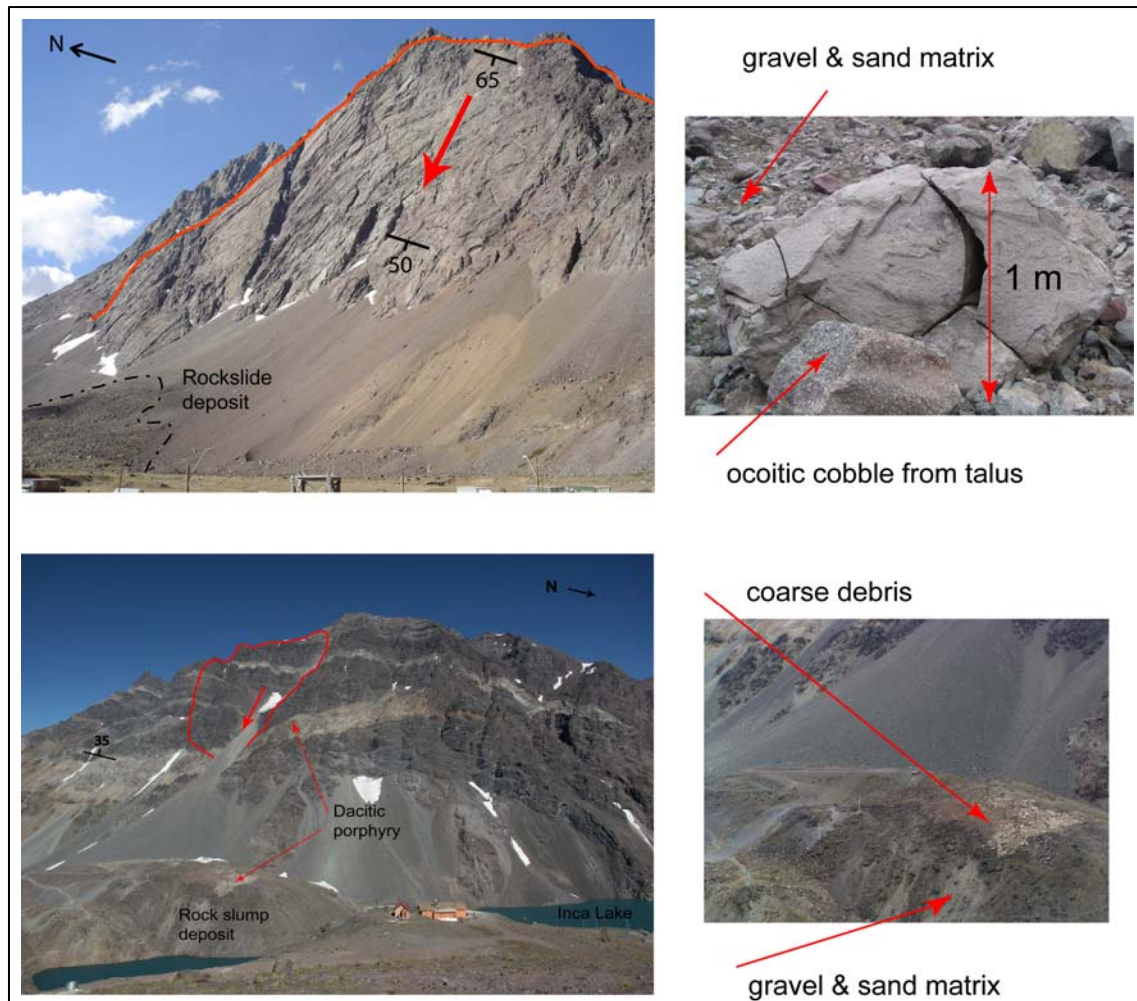 N
65
50
Rockslide
deposit
gravel & sand matrix
1 m
ocoitic cobble from talus
N
35
Dacitic
porphyry
Rock slump
deposit
Inca Lake
coarse debris
gravel & sand matrix